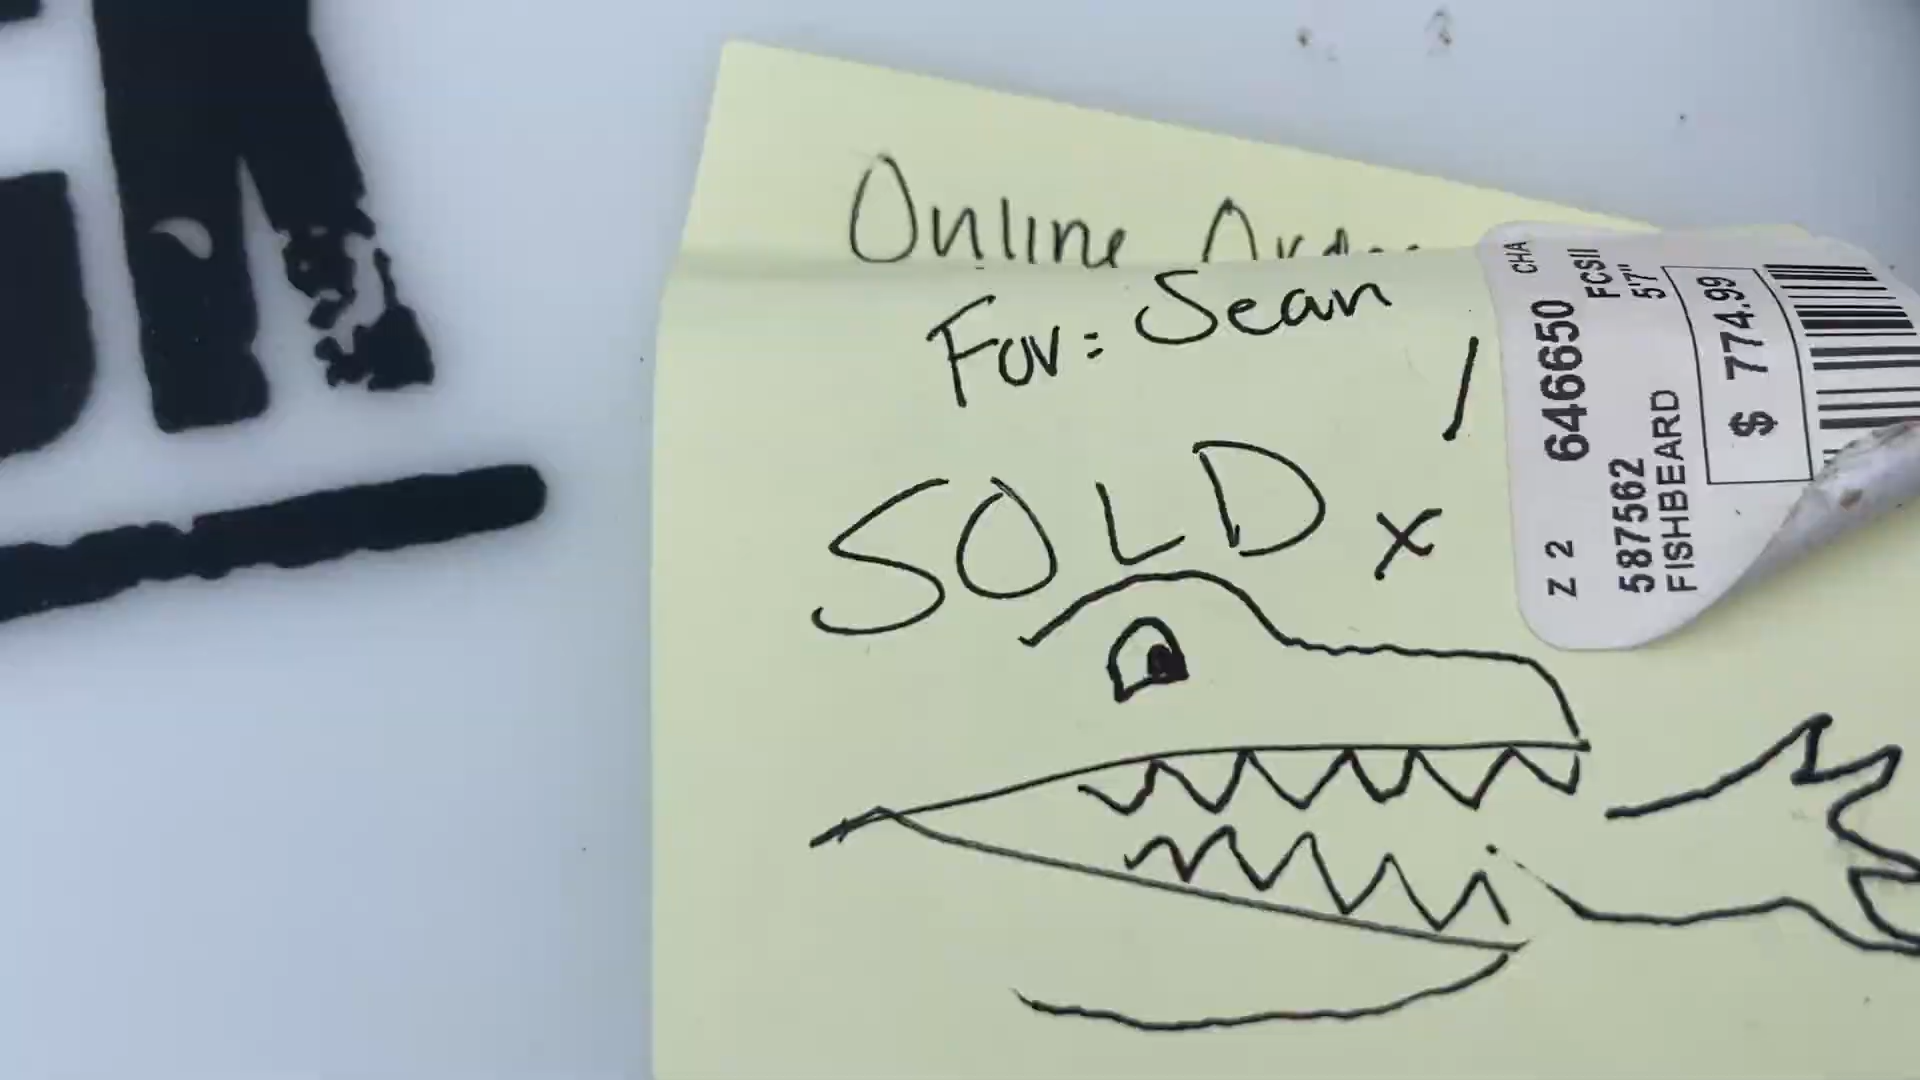 Online
For: Sean
SOLD x !
CHA
Z 2 646650
FCSII
5'7"
587562
FISHBEARD
$ 774.99